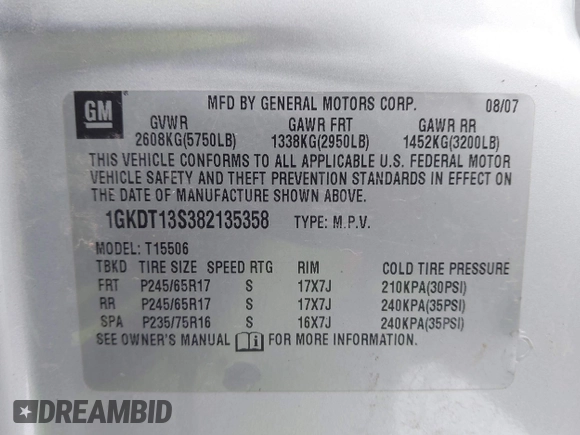 GM
MFD BY GENERAL MOTORS CORP. 08/07
GVWR GAWR FRT GAWR RR
2608KG(5750LB) 1338KG(2950LB) 1452KG(3200LB)
THIS VEHICLE CONFORMS TO ALL APPLICABLE U.S. FEDERAL MOTOR
VEHICLE SAFETY AND THEFT PREVENTION STANDARDS IN EFFECT ON
THE DATE OF MANUFACTURE SHOWN ABOVE.
1GKDT13S382135358 TYPE: M.P.V.
MODEL: T15506
TBKD TIRE SIZE SPEED RTG RIM COLD TIRE PRESSURE
FRT P245/65R17 S 17X7J 210KPA(30PSI)
RR P245/65R17 S 17X7J 240KPA(35PSI)
SPA P235/75R16 S 16X7J 240KPA(35PSI)
SEE OWNER'S MANUAL i FOR MORE INFORMATION.
DREAMBID